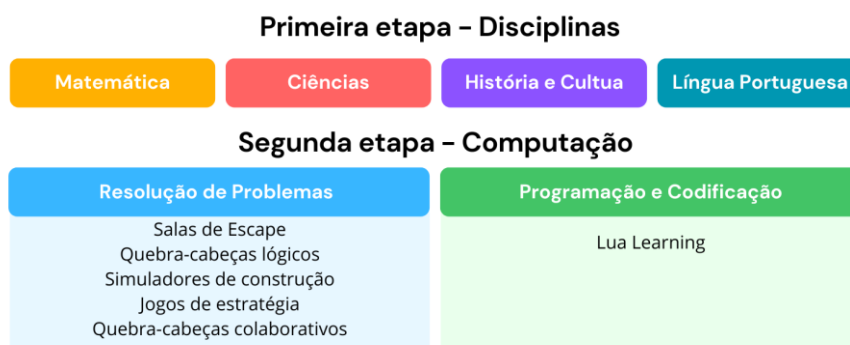 Primeira etapa – Disciplinas
Matemática
Ciências
História e Cultua
Língua Portuguesa
Segunda etapa – Computação
Resolução de Problemas
Salas de Escape
Quebra-cabeças lógicos
Simuladores de construção
Jogos de estratégia
Quebra-cabeças colaborativos
Programação e Codificação
Lua Learning